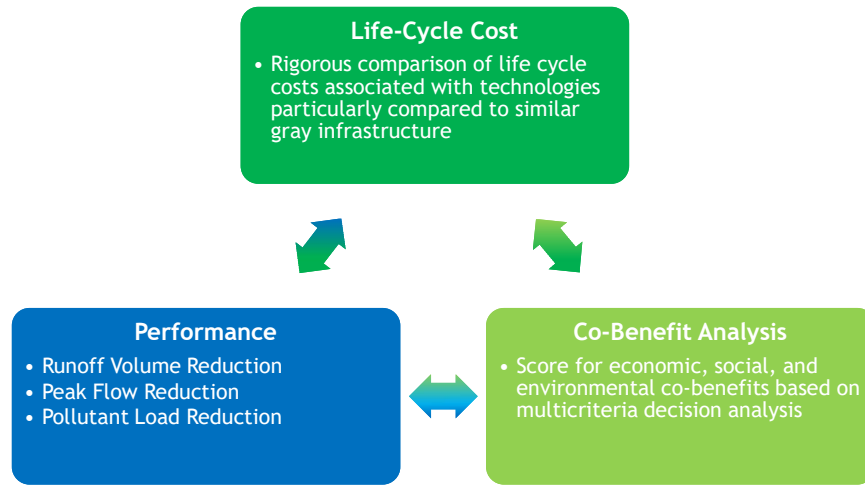 Life-Cycle Cost
• Rigorous comparison of life cycle
costs associated with technologies
particularly compared to similar
gray infrastructure
Performance
• Runoff Volume Reduction
• Peak Flow Reduction
• Pollutant Load Reduction
Co-Benefit Analysis
• Score for economic, social, and
environmental co-benefits based on
multicriteria decision analysis